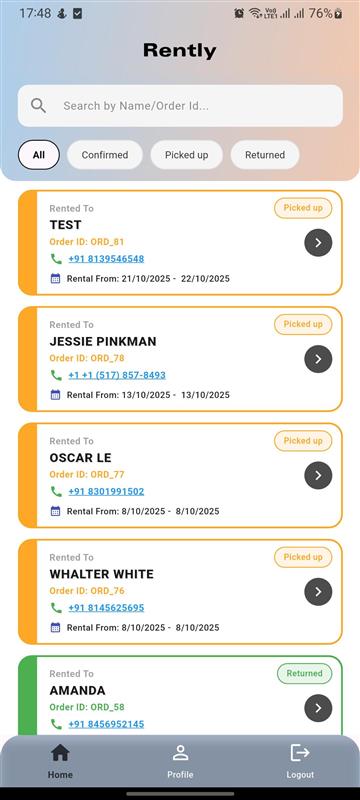 17:48
Vo))
LTE1
76%
Rently
Search by Name/Order Id...
All
Confirmed
Picked up
Returned
Rented To
Picked up
TEST
Order ID: ORD_81
+91 8139546548
Rental From: 21/10/2025 - 22/10/2025
Rented To
Picked up
JESSIE PINKMAN
Order ID: ORD_78
+1 +1 (517) 857-8493
Rental From: 13/10/2025 - 13/10/2025
Rented To
Picked up
OSCAR LE
Order ID: ORD_77
+91 8301991502
Rental From: 8/10/2025 - 8/10/2025
Rented To
Picked up
WHALTER WHITE
Order ID: ORD_76
+91 8145625695
Rental From: 8/10/2025 - 8/10/2025
Rented To
Returned
AMANDA
Order ID: ORD_58
+91 8456952145
Home
Profile
Logout